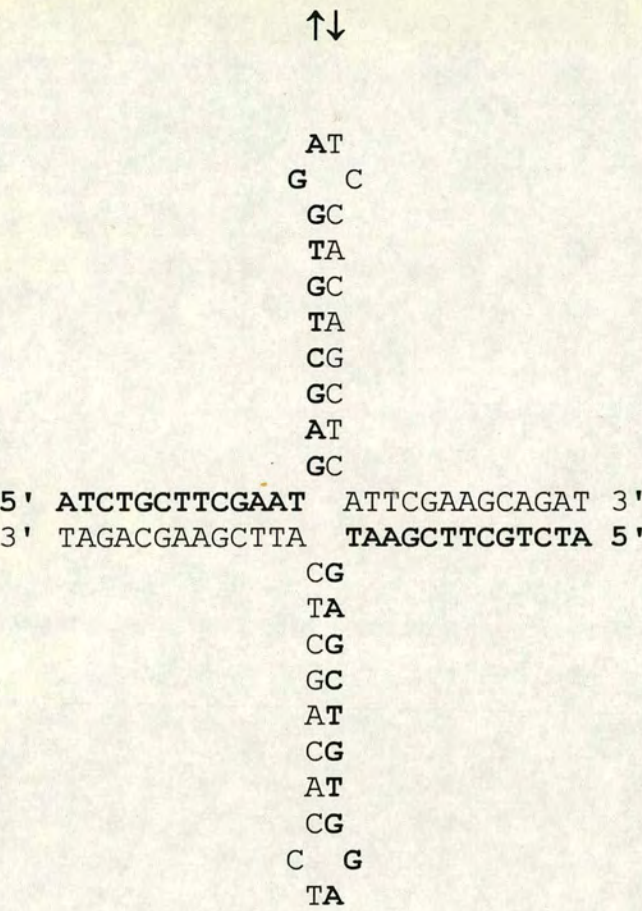 ↑↓
AT
G C
GC
TA
GC
TA
CG
GC
AT
GC
5' ATCTGCTTCGAAT ATTCGAAGCAGAT 3'
3' TAGACGAAGCTTA TAAGCTTCGTCTA 5'
CG
TA
CG
GC
AT
CG
AT
CG
C G
TA